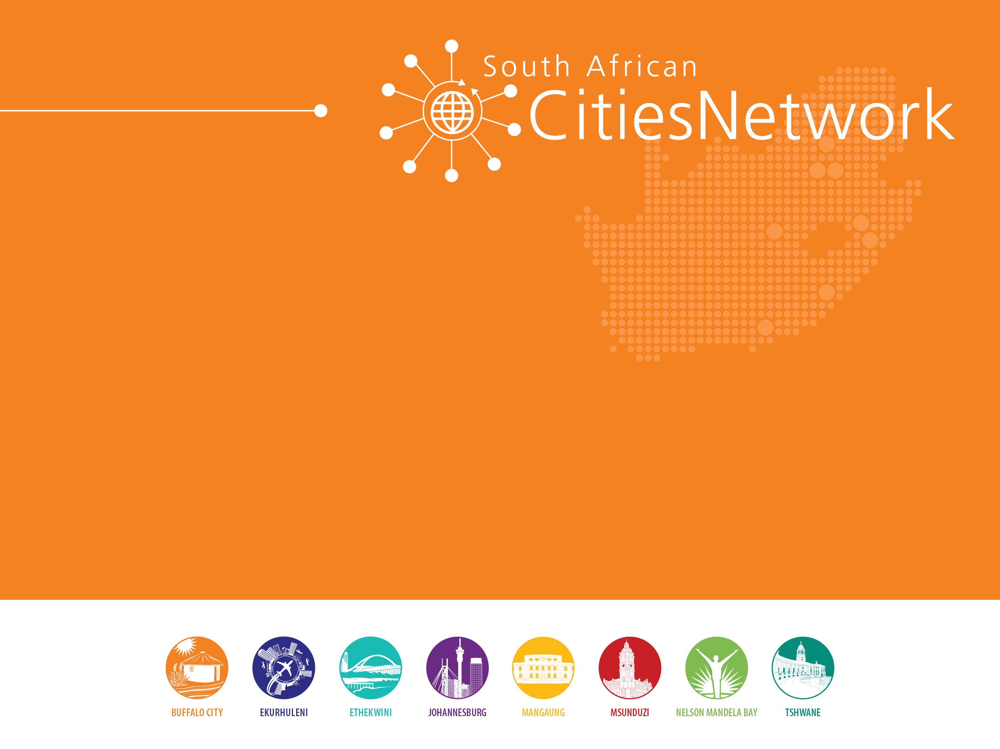 South African
CitiesNetwork
BUFFALO CITY
EKURHULENI
ETHEKWINI
JOHANNESBURG
MANGAUNG
MSUNDUZI
NELSON MANDELA BAY
TSHWANE